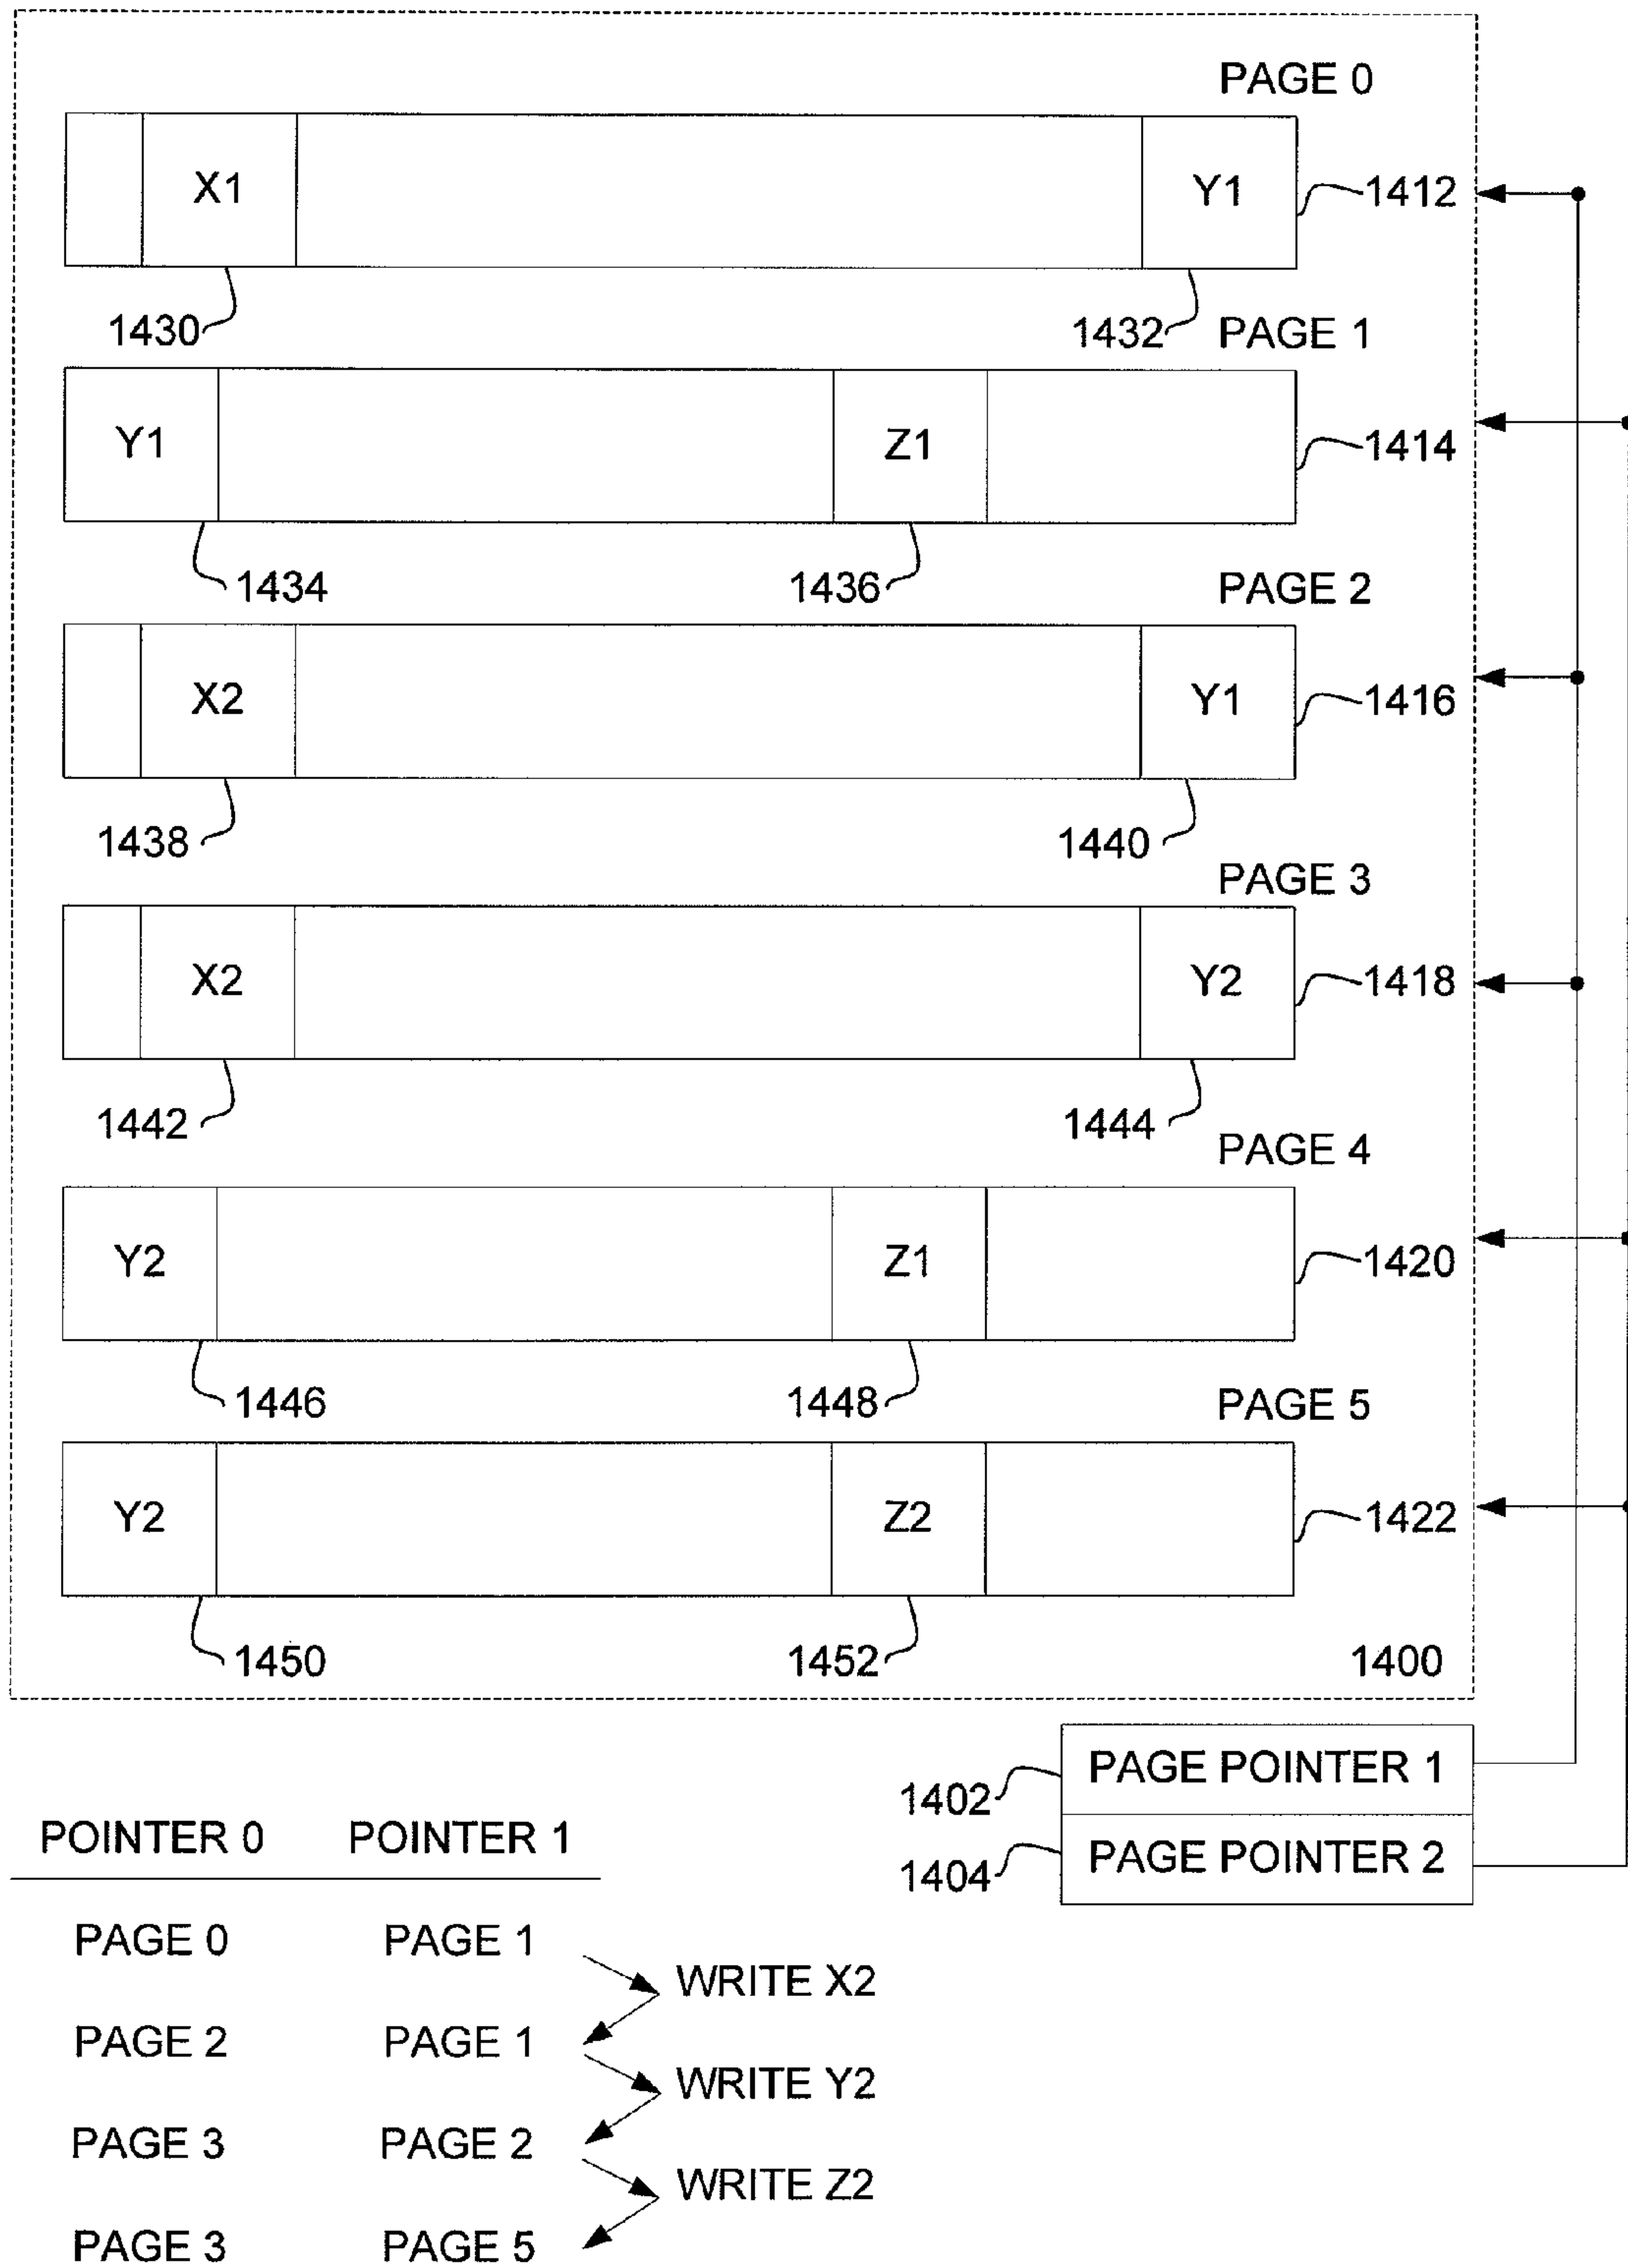 PAGE 0
X1 Y1 1412
1430 1432 PAGE 1
Y1 Z1 1414
1434 1436 PAGE 2
X2 Y1 1416
1438 1440
PAGE 3
X2 Y2 1418
1442 1444
PAGE 4
Y2 Z1 1420
1446 1448 PAGE 5
Y2 Z2 1422
1450 1452 1400
1402 PAGE POINTER 1
1404 PAGE POINTER 2
POINTER 0 POINTER 1
PAGE 0 PAGE 1
WRITE X2
PAGE 2 PAGE 1
WRITE Y2
PAGE 3 PAGE 2
WRITE Z2
PAGE 3 PAGE 5